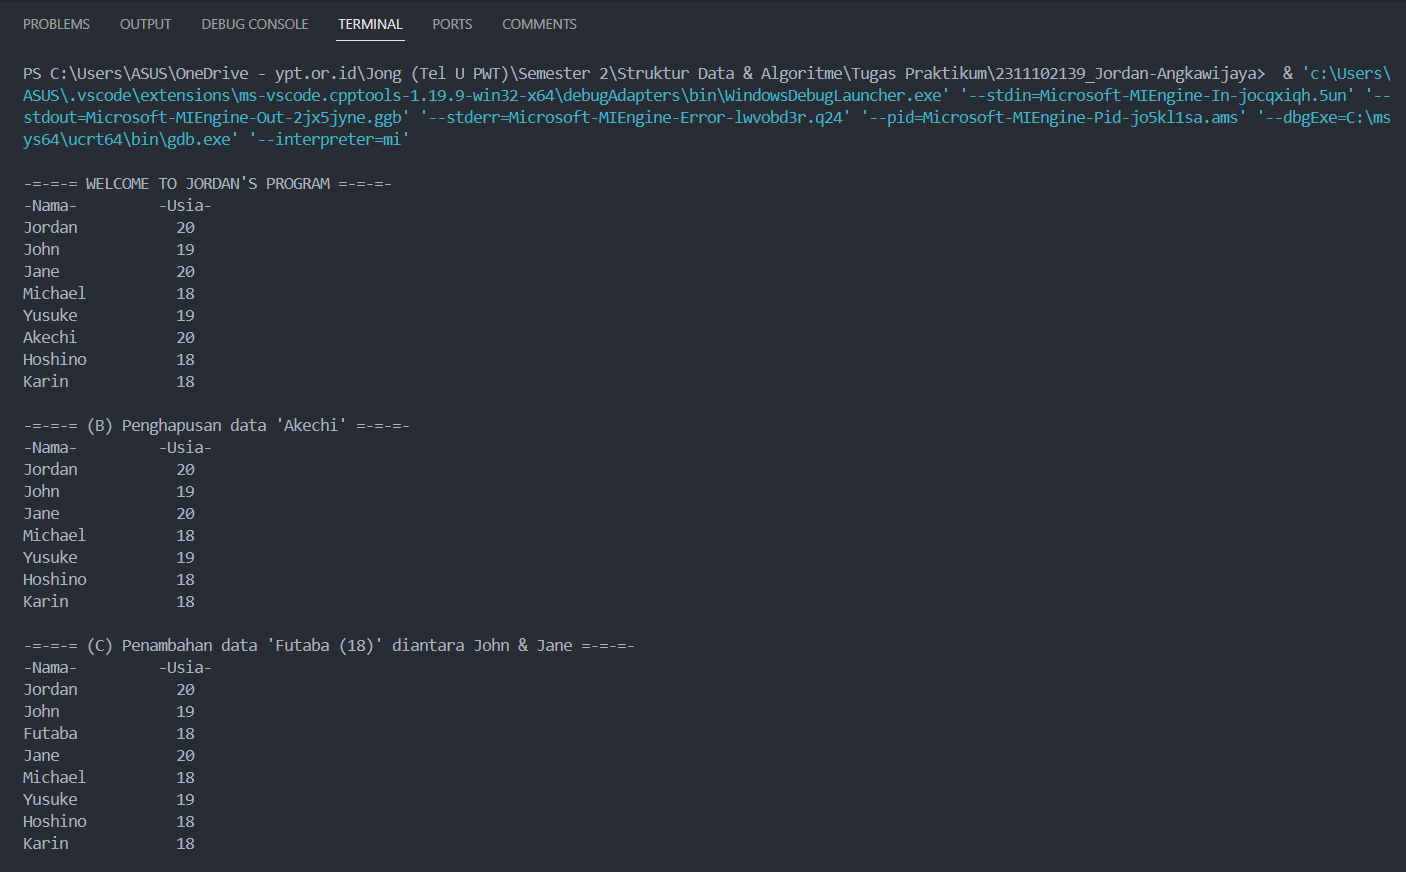 PROBLEMS OUTPUT DEBUG CONSOLE TERMINAL PORTS COMMENTS
PS C:\Users\ASUS\OneDrive - ypt.or.id\Jong (Tel U PWT)\Semester 2\Struktur Data & Algoritme\Tugas Praktikum\2311102139_Jordan-Angkawijaya>  & 'c:\Users\
ASUS\.vscode\extensions\ms-vscode.cpptools-1.19.9-win32-x64\debugAdapters\bin\WindowsDebugLauncher.exe' '--stdin=Microsoft-MIEngine-In-jocqxiqh.5un' '--
stdout=Microsoft-MIEngine-Out-2jx5jyne.ggb' '--stderr=Microsoft-MIEngine-Error-lwvobd3r.q24' '--pid=Microsoft-MIEngine-Pid-jo5kl1sa.ams' '--dbgExe=C:\ms
ys64\ucrt64\bin\gdb.exe' '--interpreter=mi'
-=-=-= WELCOME TO JORDAN'S PROGRAM =-=-=-
-Nama-         -Usia-
Jordan           20
John             19
Jane             20
Michael          18
Yusuke           19
Akechi           20
Hoshino          18
Karin            18
-=-=-= (B) Penghapusan data 'Akechi' =-=-=-
-Nama-         -Usia-
Jordan           20
John             19
Jane             20
Michael          18
Yusuke           19
Hoshino          18
Karin            18
-=-=-= (C) Penambahan data 'Futaba (18)' diantara John & Jane =-=-=-
-Nama-         -Usia-
Jordan           20
John             19
Futaba           18
Jane             20
Michael          18
Yusuke           19
Hoshino          18
Karin            18